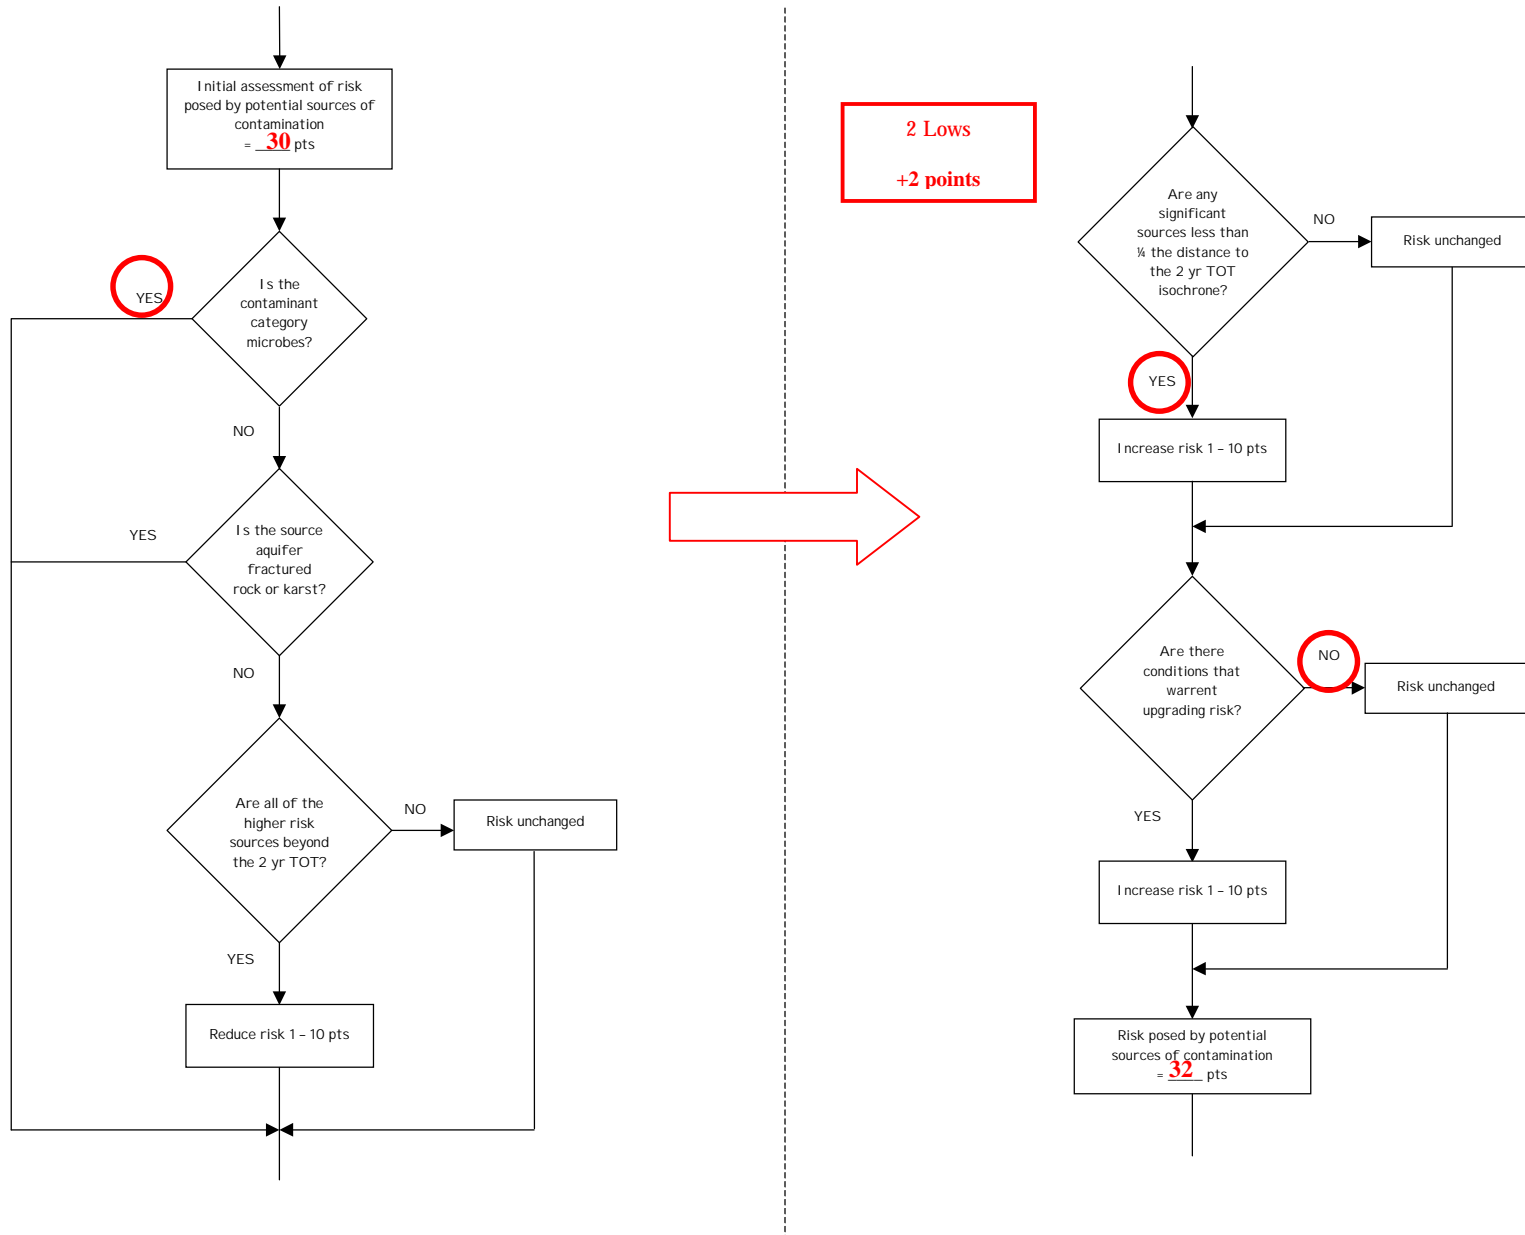 Initial assessment of risk
posed by potential sources of
contamination
= 30 pts
YES
Is the
contaminant
category
microbes?
NO
YES
Is the source
aquifer
fractured
rock or karst?
NO
Are all of the
higher risk
sources beyond
the 2 yr TOT?
NO
Risk unchanged
YES
Reduce risk 1 – 10 pts
2 Lows
+2 points
Are any
significant
sources less than
¼ the distance to
the 2 yr TOT
isochrone?
NO
Risk unchanged
YES
Increase risk 1 – 10 pts
Are there
conditions that
warrent
upgrading risk?
NO
Risk unchanged
YES
Increase risk 1 – 10 pts
Risk posed by potential
sources of contamination
= 32 pts